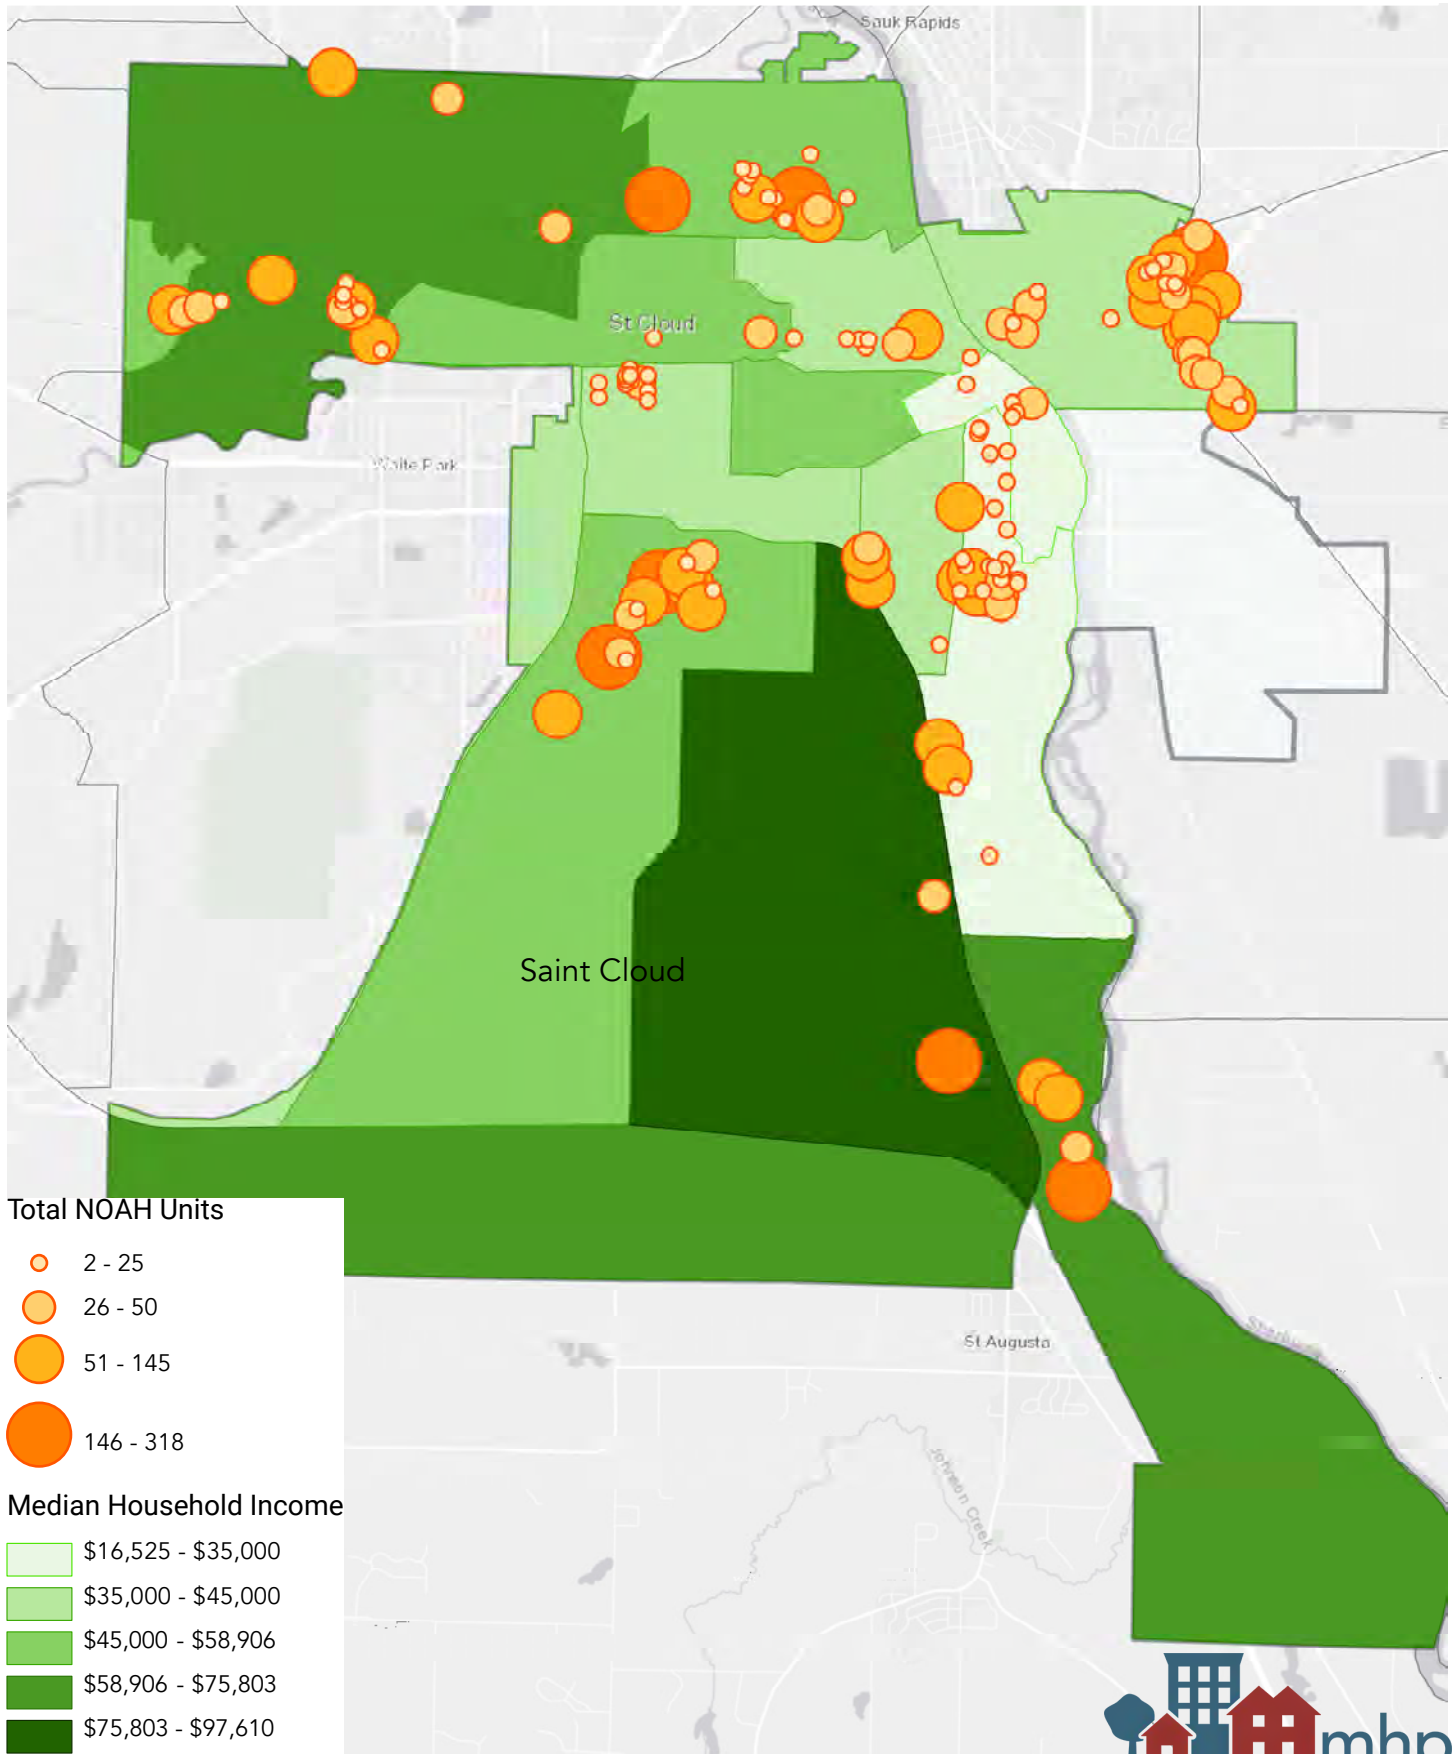 Sauk Rapids
St Cloud
Waite Park
Saint Cloud
Total NOAH Units
2 - 25
26 - 50
51 - 145
146 - 318
St Augusta
Johnson Creek
Median Household Income
$16,525 - $35,000
$35,000 - $45,000
$45,000 - $58,906
$58,906 - $75,803
$75,803 - $97,610
mhp